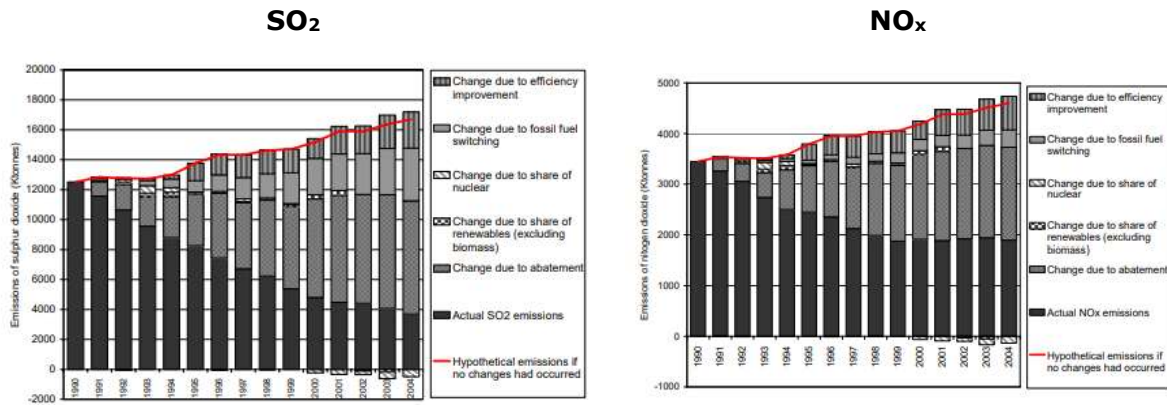 SO₂
NOₓ
Emissions of sulphur dioxide (Ktonnes)
20000
18000
16000
14000
12000
10000
8000
6000
4000
2000
0
-2000
1990
1991
1992
1993
1994
1995
1996
1997
1998
1999
2000
2001
2002
2003
2004
Change due to efficiency
improvement
Change due to fossil fuel
switching
Change due to share of
nuclear
Change due to share of
renewables (excluding
biomass)
Change due to abatement
Actual SO2 emissions
Hypothetical emissions if
no changes had occurred
Emissions of nitrogen dioxide (Ktonnes)
5000
4000
3000
2000
1000
0
-1000
1990
1991
1992
1993
1994
1995
1996
1997
1998
1999
2000
2001
2002
2003
2004
Change due to efficiency
improvement
Change due to fossil fuel
switching
Change due to share of
nuclear
Change due to share of
renewables (excluding
biomass)
Change due to abatement
Actual NOx emissions
Hypothetical emissions if
no changes had occurred